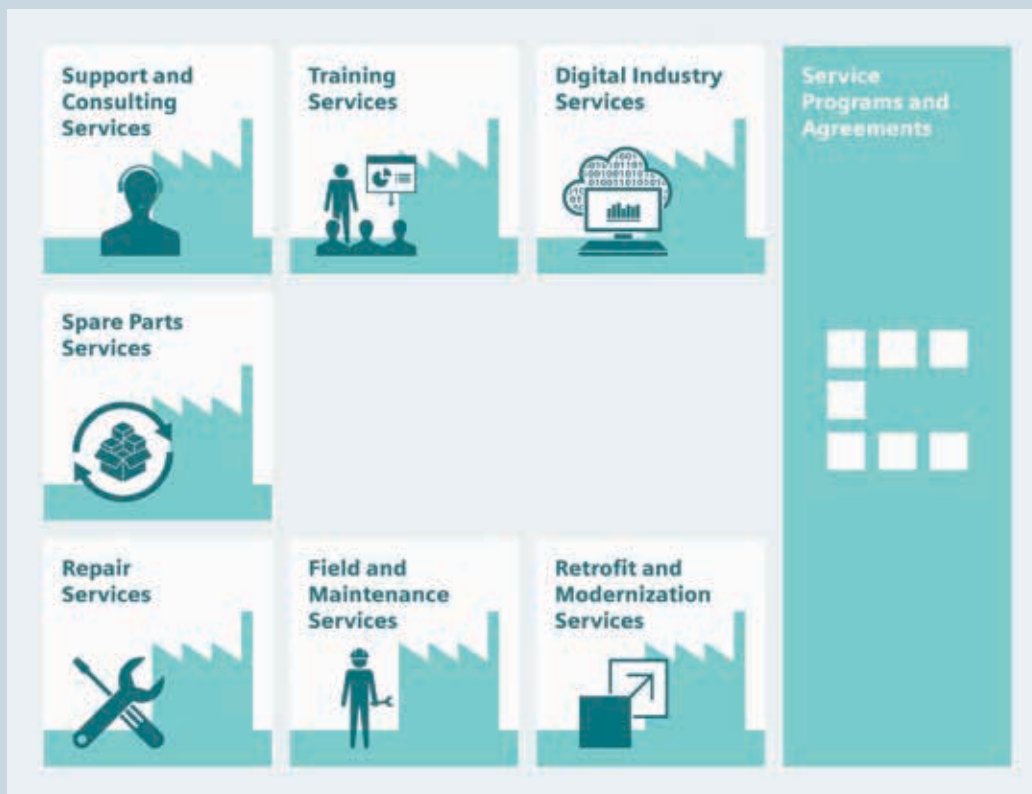 Support and
Consulting
Services
Training
Services
Digital Industry
Services
Service
Programs and
Agreements
Spare Parts
Services
Repair
Services
Field and
Maintenance
Services
Retrofit and
Modernization
Services